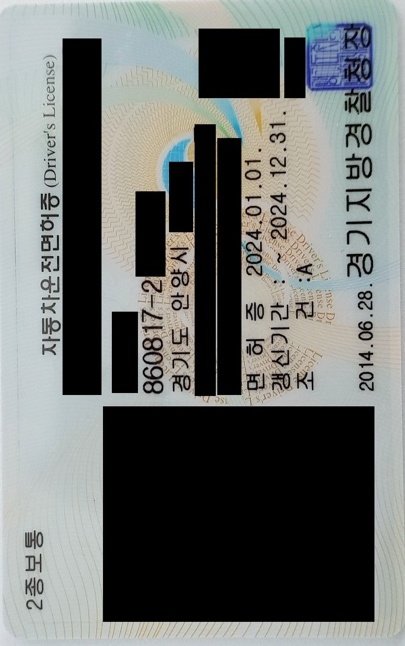 2종보통
자동차운전면허증 (Driver's License)
860817-2
경기도 안양시
면 허 증 2024.01.01.
갱신기간 : ~ 2024.12.31.
조 건 :A
2014.06.28. 경기지방경찰청장